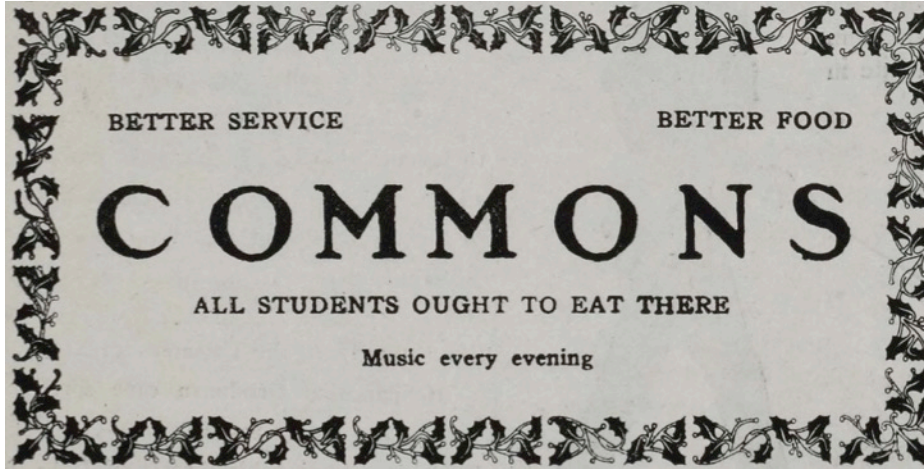 BETTER SERVICE BETTER FOOD
COMMONS
ALL STUDENTS OUGHT TO EAT THERE
Music every evening